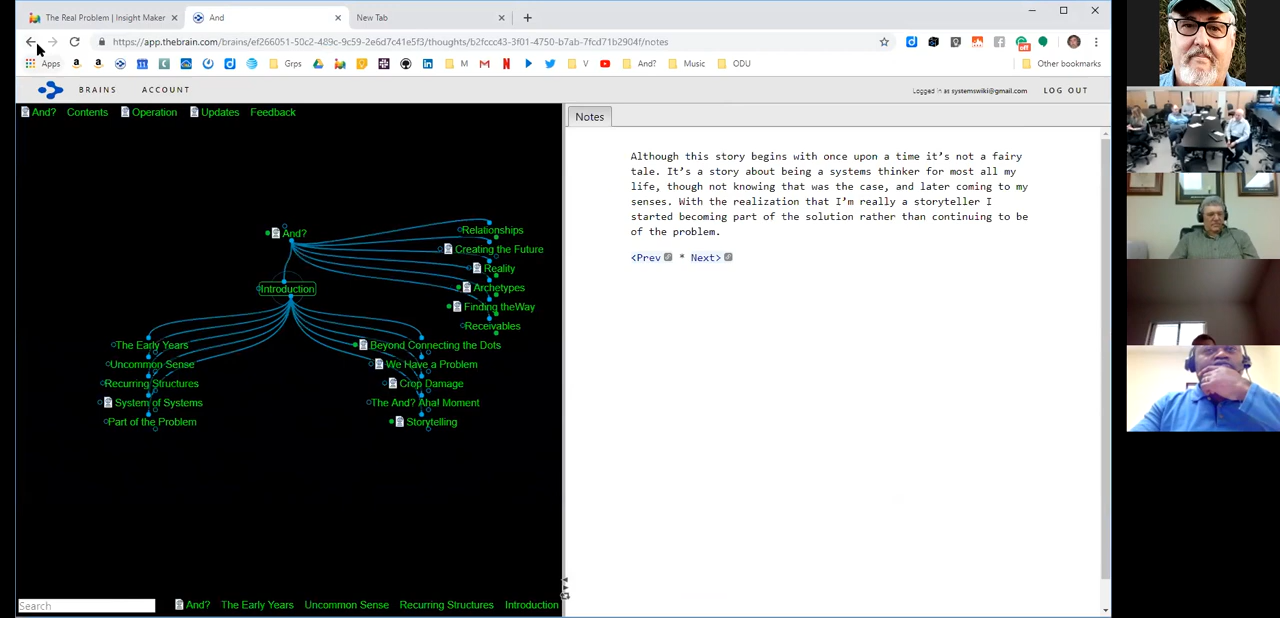 The Real Problem | Insight Maker
And
New Tab
https://app.thebrain.com/brains/ef266051-50c2-489c-9c59-2e6d7c41e5f3/thoughts/b2fccc43-3f01-4750-b7ab-7fcd71b2904f/notes
Apps
Grps
M
V
And?
Music
ODU
Other bookmarks
BRAINS
ACCOUNT
Logged in as systemswiki@gmail.com
LOG OUT
And?
Contents
Operation
Updates
Feedback
Notes
And?
Relationships
Creating the Future
Reality
Archetypes
Finding theWay
Receivables
Introduction
The Early Years
Uncommon Sense
Recurring Structures
System of Systems
Part of the Problem
Beyond Connecting the Dots
We Have a Problem
Crop Damage
The And? Aha! Moment
Storytelling
Although this story begins with once upon a time it's not a fairy
tale. It's a story about being a systems thinker for most all my
life, though not knowing that was the case, and later coming to my
senses. With the realization that I'm really a storyteller I
started becoming part of the solution rather than continuing to be
of the problem.
<Prev * Next>
Search
And?
The Early Years
Uncommon Sense
Recurring Structures
Introduction